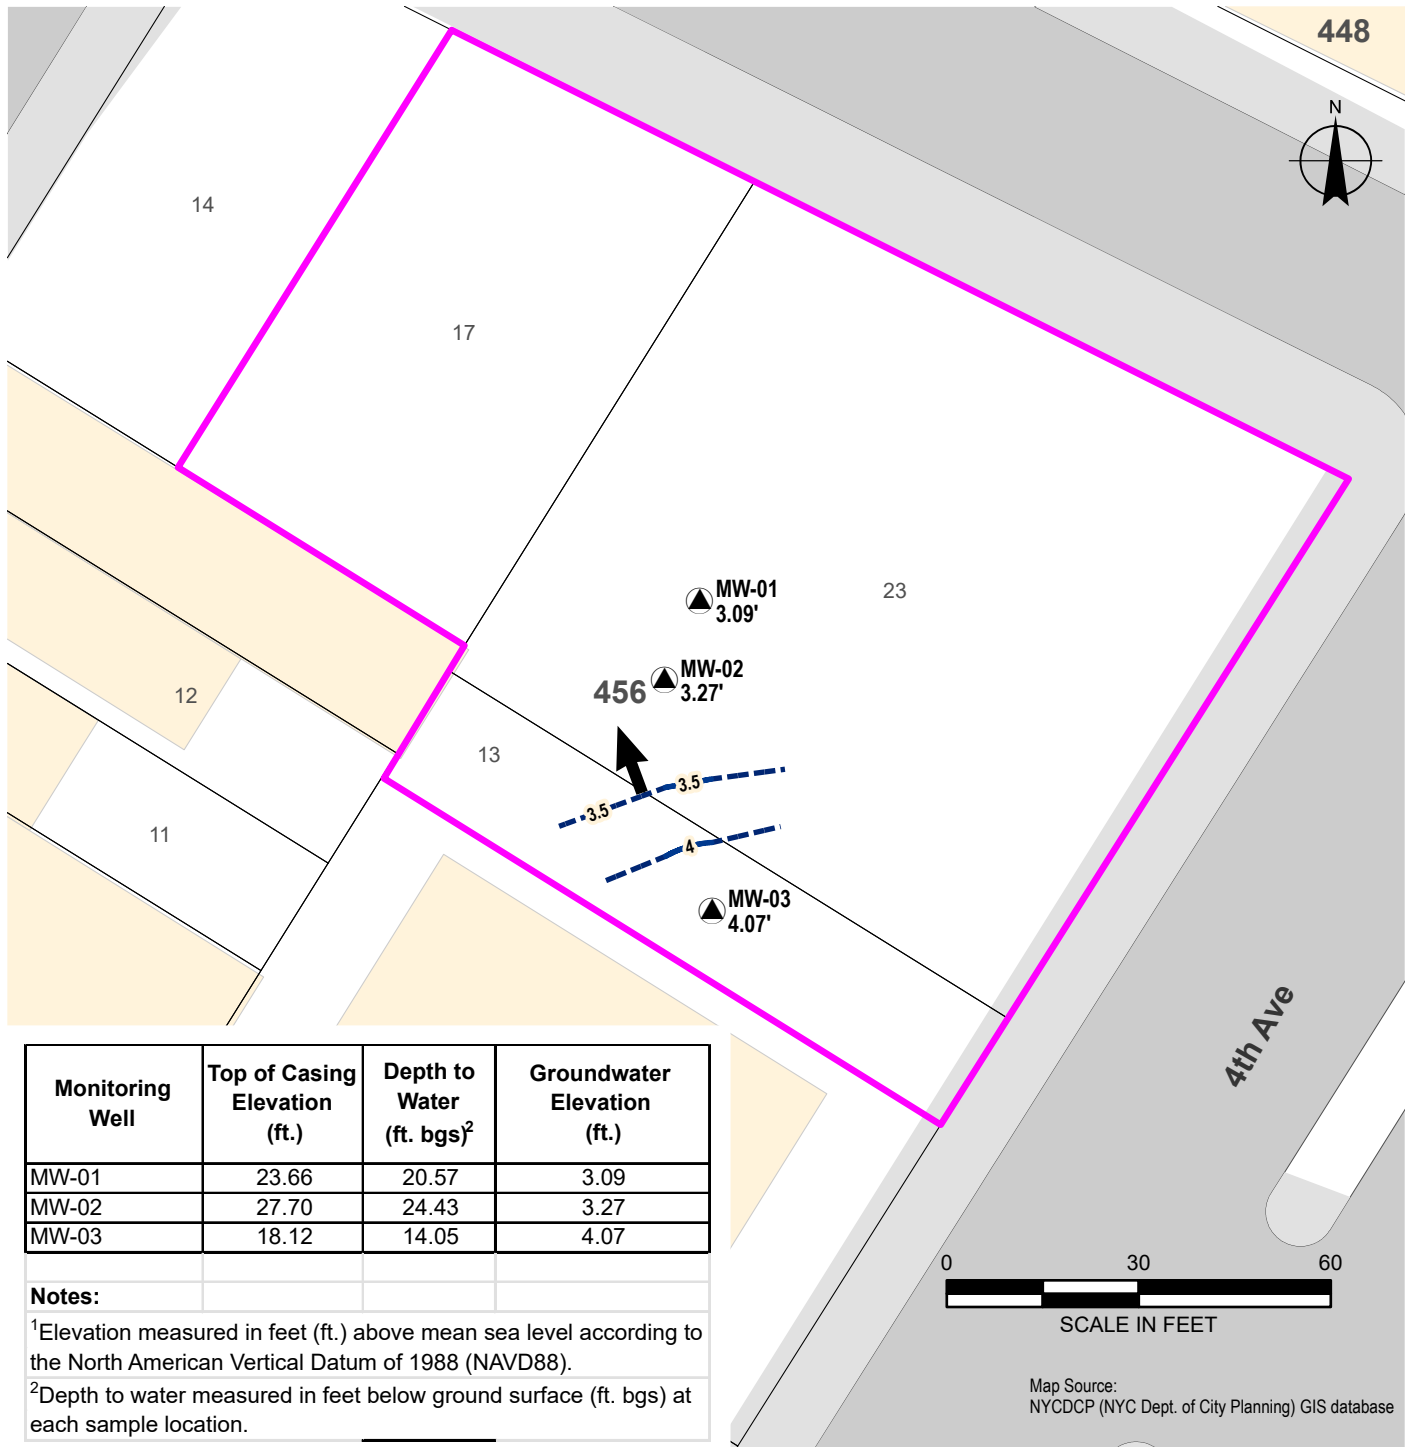 448
N
14
17
MW-01
3.09'
23
MW-02
3.27'
456
12
13
3.5
3.5
11
4
MW-03
4.07'
4th Ave
Monitoring Well
Top of Casing Elevation (ft.)
Depth to Water (ft. bgs)²
Groundwater Elevation (ft.)
MW-01 23.66 20.57 3.09
MW-02 27.70 24.43 3.27
MW-03 18.12 14.05 4.07
Notes:
¹Elevation measured in feet (ft.) above mean sea level according to
the North American Vertical Datum of 1988 (NAVD88).
²Depth to water measured in feet below ground surface (ft. bgs) at
each sample location.
0 30 60
SCALE IN FEET
Map Source:
NYCDCP (NYC Dept. of City Planning) GIS database